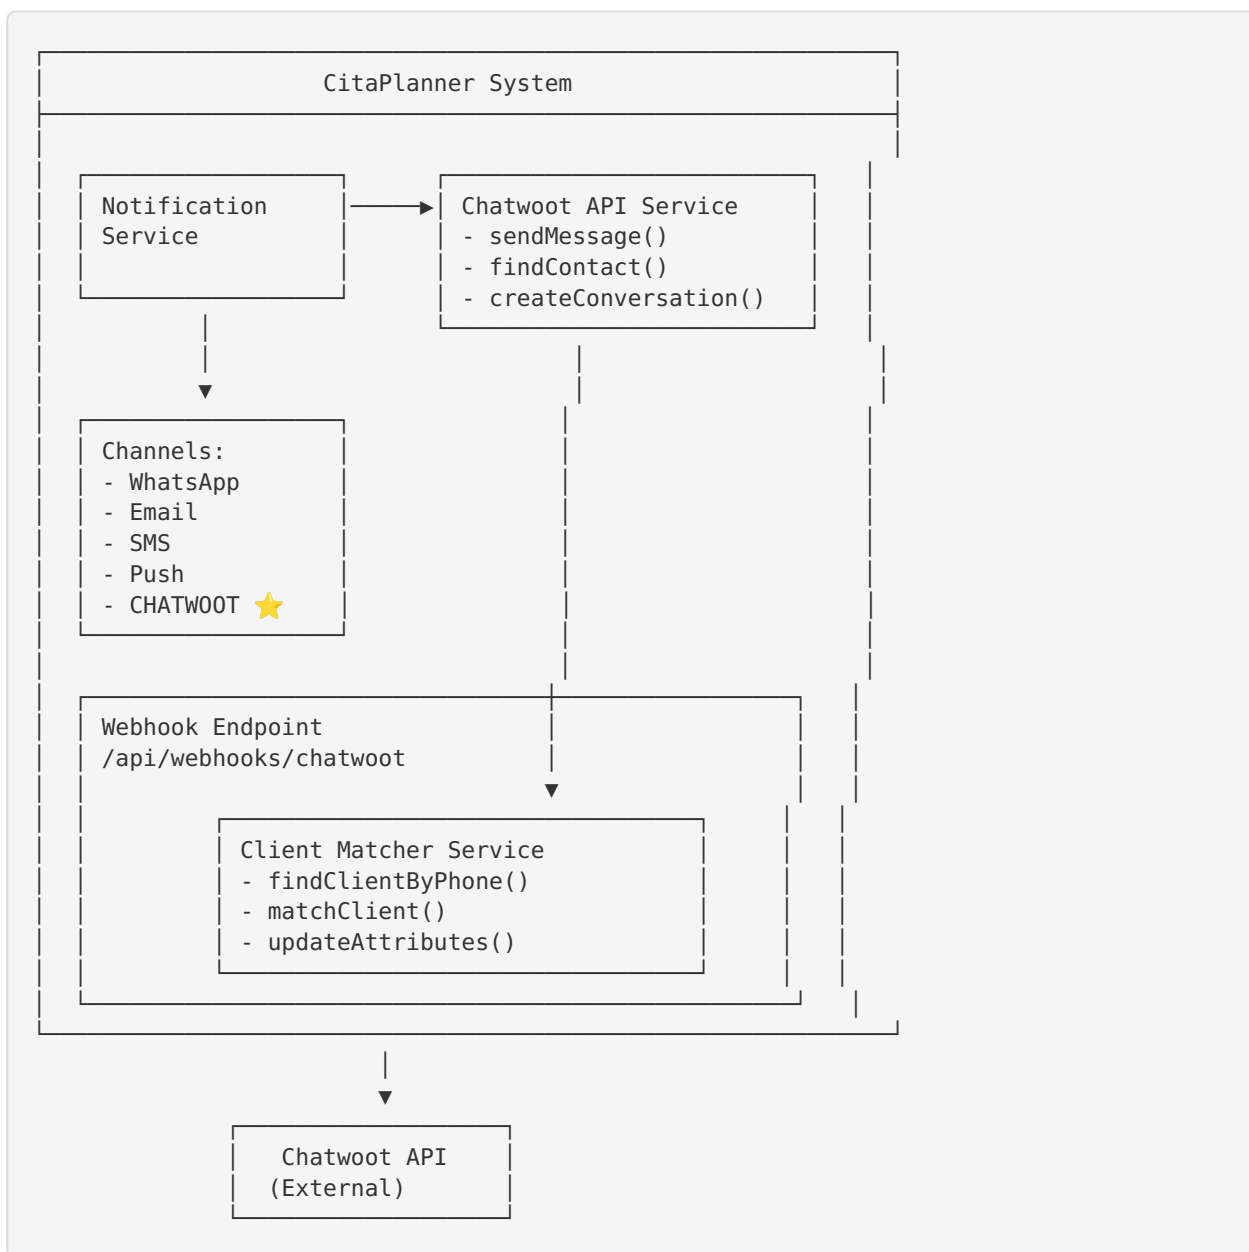 CitaPlanner System
Notification
Service
Chatwoot API Service
- sendMessage()
- findContact()
- createConversation()
Channels:
- WhatsApp
- Email
- SMS
- Push
- CHATWOOT ⭐
Webhook Endpoint
/api/webhooks/chatwoot
Client Matcher Service
- findClientByPhone()
- matchClient()
- updateAttributes()
Chatwoot API
(External)